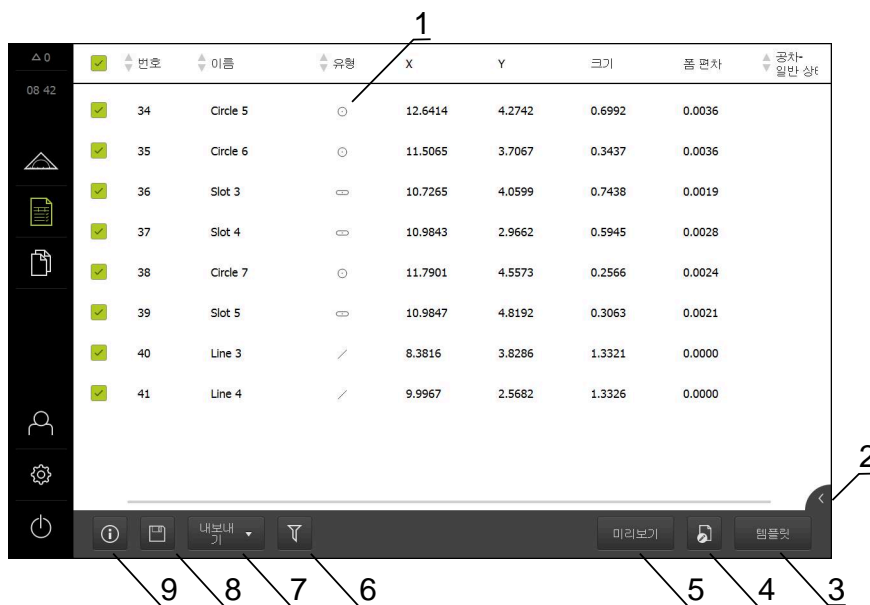 1
△ 0
번호 이름 유형 X Y 크기 폼 편차 공차-
일반 상태
08 42
34 Circle 5 12.6414 4.2742 0.6992 0.0036
35 Circle 6 11.5065 3.7067 0.3437 0.0036
36 Slot 3 10.7265 4.0599 0.7438 0.0019
37 Slot 4 10.9843 2.9662 0.5945 0.0028
38 Circle 7 11.7901 4.5573 0.2566 0.0024
39 Slot 5 10.9847 4.8192 0.3063 0.0021
40 Line 3 8.3816 3.8286 1.3321 0.0000
41 Line 4 9.9967 2.5682 1.3326 0.0000
2
내보내
기 미리보기 템플릿
9 8 7 6 5 4 3